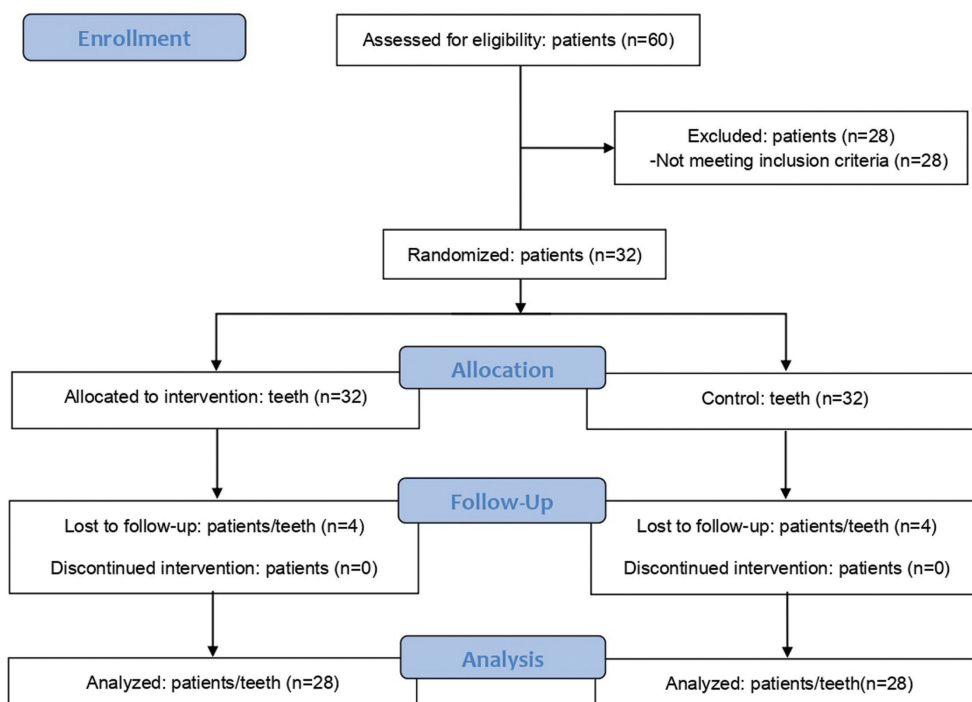 Enrollment
Assessed for eligibility: patients (n=60)
Excluded: patients (n=28)
-Not meeting inclusion criteria (n=28)
Randomized: patients (n=32)
Allocation
Allocated to intervention: teeth (n=32)
Control: teeth (n=32)
Follow-Up
Lost to follow-up: patients/teeth (n=4)
Discontinued intervention: patients (n=0)
Lost to follow-up: patients/teeth (n=4)
Discontinued intervention: patients (n=0)
Analysis
Analyzed: patients/teeth (n=28)
Analyzed: patients/teeth(n=28)